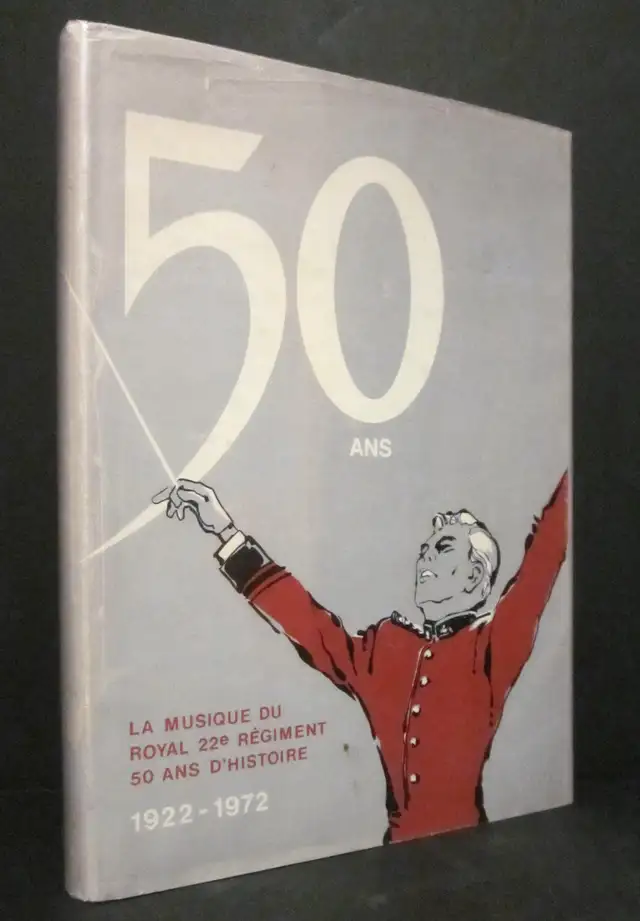 50
ANS
LA MUSIQUE DU
ROYAL 22e RÉGIMENT
50 ANS D'HISTOIRE
1922-1972